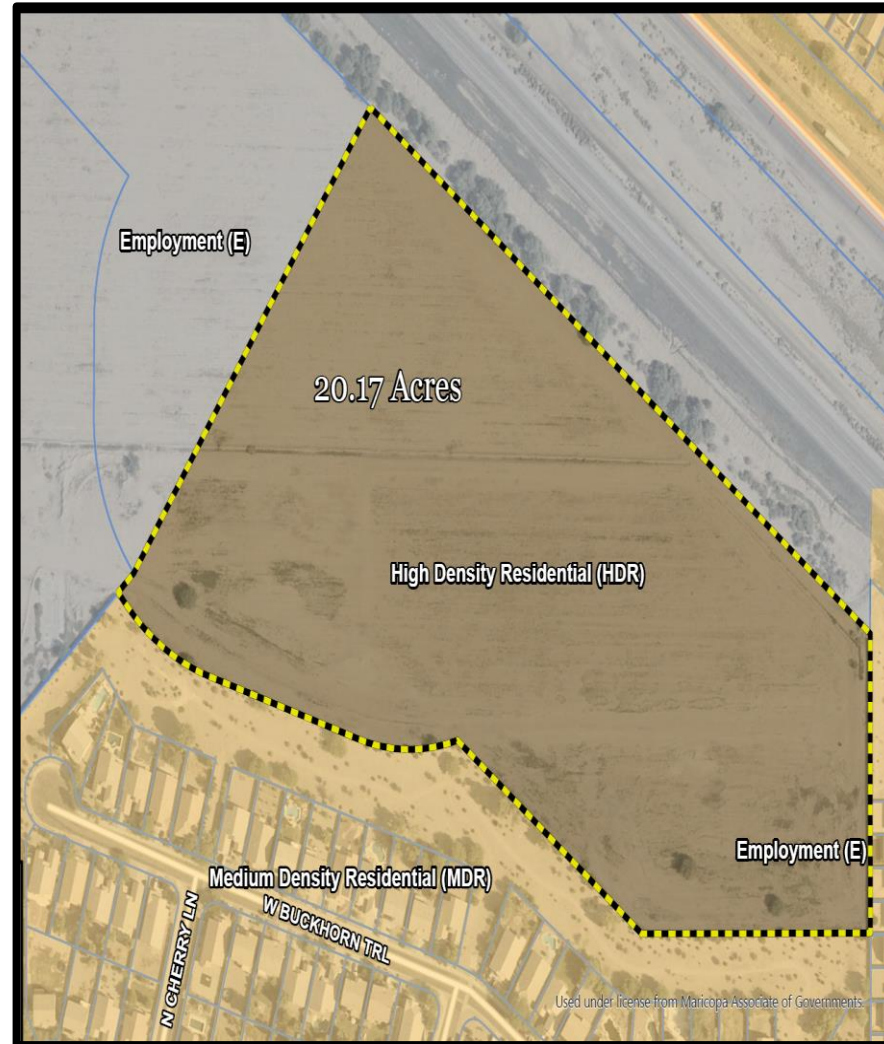 Employment (E)
20.17 Acres
High Density Residential (HDR)
Employment (E)
Medium Density Residential (MDR)
W BUCKHORN TRL
N CHERRY LN
Used under license from Maricopa Associate of Governments.